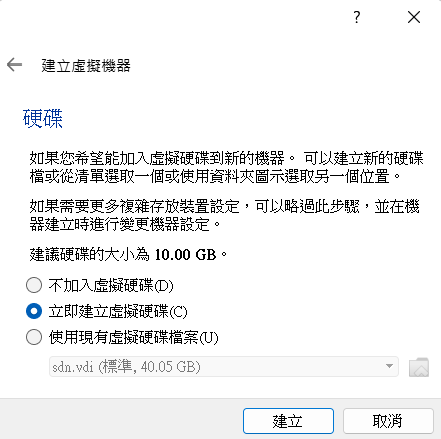 ?
建立虛擬機器
硬碟
如果您希望能加入虛擬硬碟到新的機器。 可以建立新的硬碟
檔或從清單選取一個或使用資料夾圖示選取另一個位置。
如果需要更多複雜存放裝置設定，可以略過此步驟，並在機
器建立時進行變更機器設定。
建議硬碟的大小為 10.00 GB。
不加入虛擬硬碟(D)
立即建立虛擬硬碟(C)
使用現有虛擬硬碟檔案(U)
sdn.vdi (標準, 40.05 GB)
建立
取消